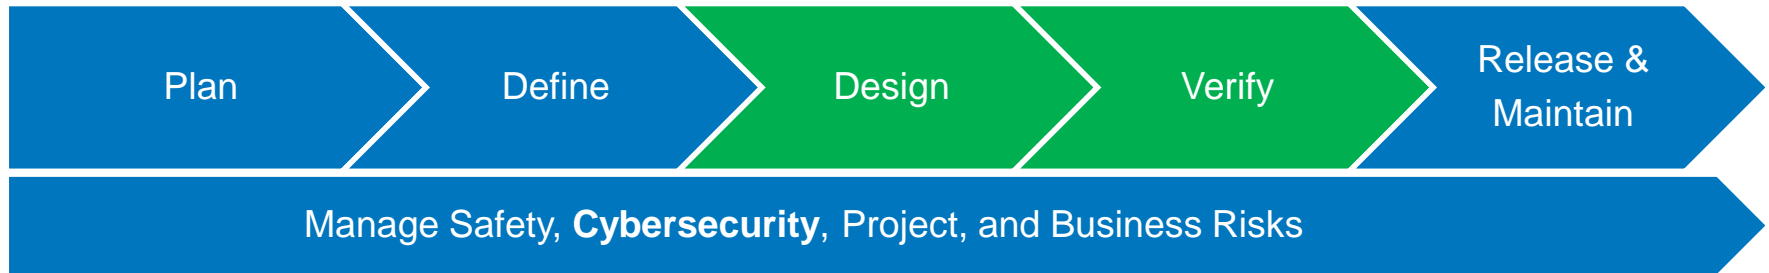 Plan
Define
Design
Verify
Release &
Maintain
Manage Safety, Cybersecurity, Project, and Business Risks